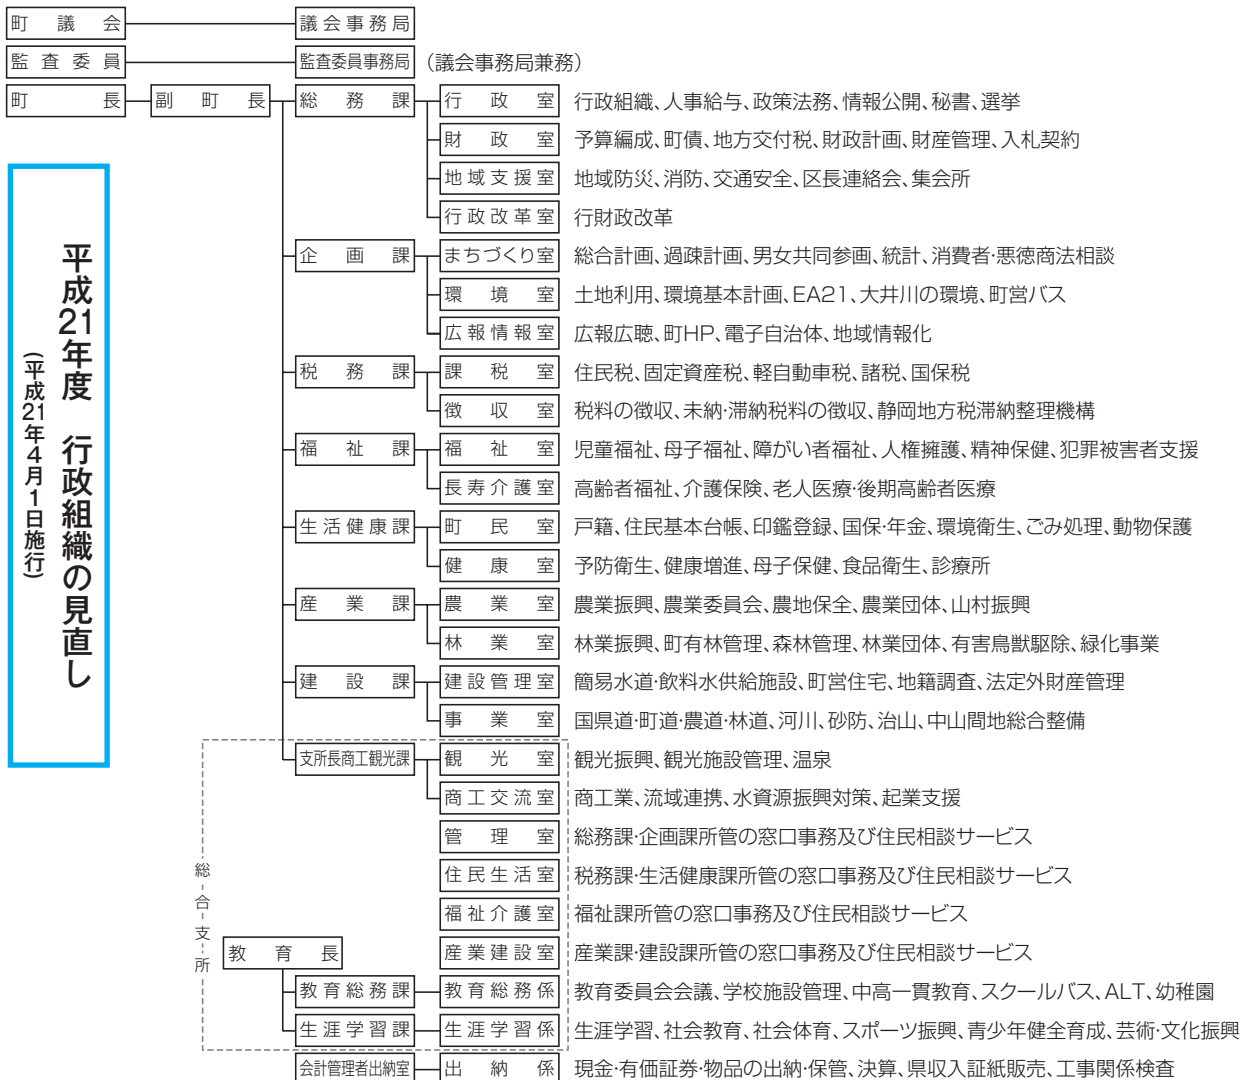 町議会 議会事務局
監査委員 監査委員事務局 (議会事務局兼務)
町長 副町長 総務課 行政室 行政組織、人事給与、政策法務、情報公開、秘書、選挙
財政室 予算編成、町債、地方交付税、財政計画、財産管理、入札契約
地域支援室 地域防災、消防、交通安全、区長連絡会、集会所
行政改革室 行財政改革
企画課 まちづくり室 総合計画、過疎計画、男女共同参画、統計、消費者・悪徳商法相談
環境室 土地利用、環境基本計画、EA21、大井川の環境、町営バス
広報情報室 広報広聴、町HP、電子自治体、地域情報化
税務課 課税室 住民税、固定資産税、軽自動車税、諸税、国保税
徴収室 税料の徴収、未納・滞納税料の徴収、静岡地方税滞納整理機構
福祉課 福祉室 児童福祉、母子福祉、障がい者福祉、人権擁護、精神保健、犯罪被害者支援
長寿介護室 高齢者福祉、介護保険、老人医療・後期高齢者医療
生活健康課 町民室 戸籍、住民基本台帳、印鑑登録、国保・年金、環境衛生、ごみ処理、動物保護
健康室 予防衛生、健康増進、母子保健、食品衛生、診療所
産業課 農業室 農業振興、農業委員会、農地保全、農業団体、山村振興
林業室 林業振興、町有林管理、森林管理、林業団体、有害鳥獣駆除、緑化事業
建設課 建設管理室 簡易水道・飲料水供給施設、町営住宅、地籍調査、法定外財産管理
事業室 国県道・町道・農道・林道、河川、砂防、治山、中山間地総合整備
支所長商工観光課 観光室 観光振興、観光施設管理、温泉
商工交流室 商工業、流域連携、水資源振興対策、起業支援
管理室 総務課・企画課所管の窓口事務及び住民相談サービス
住民生活室 税務課・生活健康課所管の窓口事務及び住民相談サービス
福祉介護室 福祉課所管の窓口事務及び住民相談サービス
総合支所
教育長 産業建設室 産業課・建設課所管の窓口事務及び住民相談サービス
教育総務課 教育総務係 教育委員会会議、学校施設管理、中高一貫教育、スクールバス、ALT、幼稚園
生涯学習課 生涯学習係 生涯学習、社会教育、社会体育、スポーツ振興、青少年健全育成、芸術・文化振興
会計管理者出納室 出納係 現金・有価証券・物品の出納・保管、決算、県収入証紙販売、工事関係検査
平成21年度 行政組織の見直し
(平成21年4月1日施行)